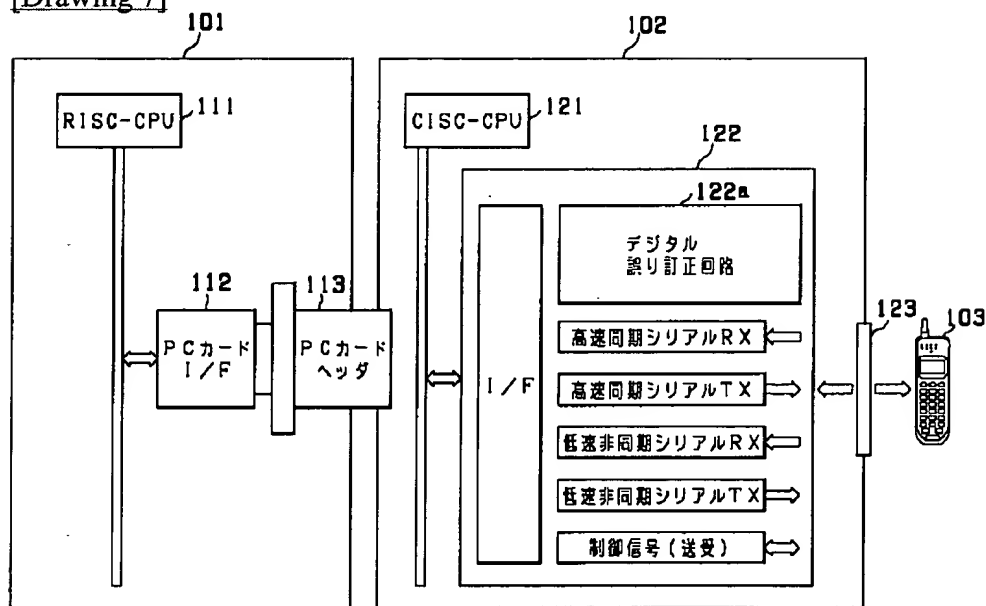 [Drawing 7]
101
102
RISC-CPU
111
CISC-CPU
121
122
122a
デジタル
誤り訂正回路
112
113
123
103
PCカード
I/F
PCカード
ヘッダ
I/F
高速同期シリアルRX
高速同期シリアルTX
低速非同期シリアルRX
低速非同期シリアルTX
制御信号(送受)